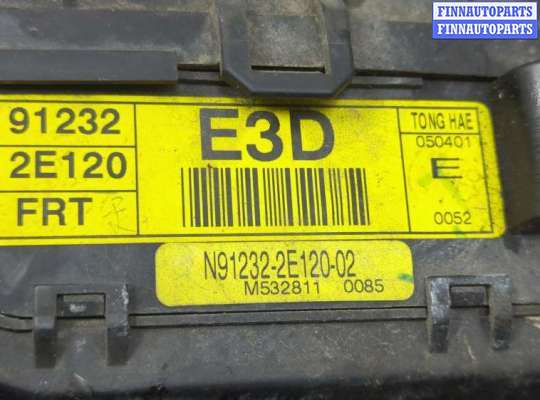 FINNAUTOPARTS
FINNAUTOPARTS
91232
2E120
FRT
E3D
TONG HAE
050401
E
0052
N91232-2E120-02
M532811 0085